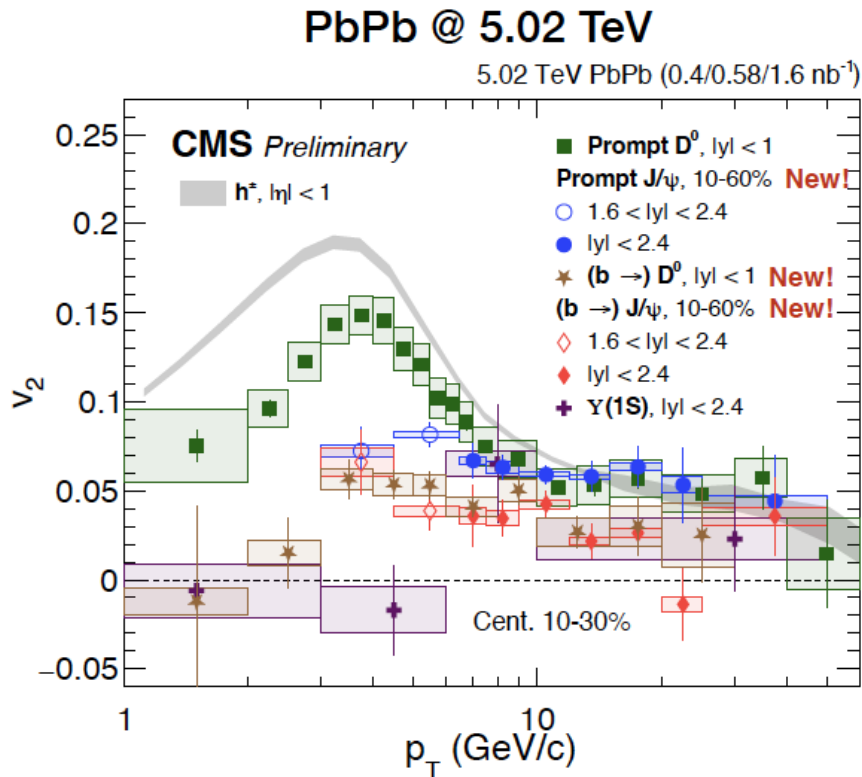 PbPb @ 5.02 TeV
5.02 TeV PbPb (0.4/0.58/1.6 nb⁻¹)
CMS Preliminary
h±, |η| < 1
Prompt D⁰, |y| < 1
Prompt J/ψ, 10-60% New!
1.6 < |y| < 2.4
|y| < 2.4
(b →) D⁰, |y| < 1 New!
(b →) J/ψ, 10-60% New!
1.6 < |y| < 2.4
|y| < 2.4
Υ(1S), |y| < 2.4
Cent. 10-30%
v₂
0.25
0.2
0.15
0.1
0.05
0
−0.05
1
10
p_T (GeV/c)